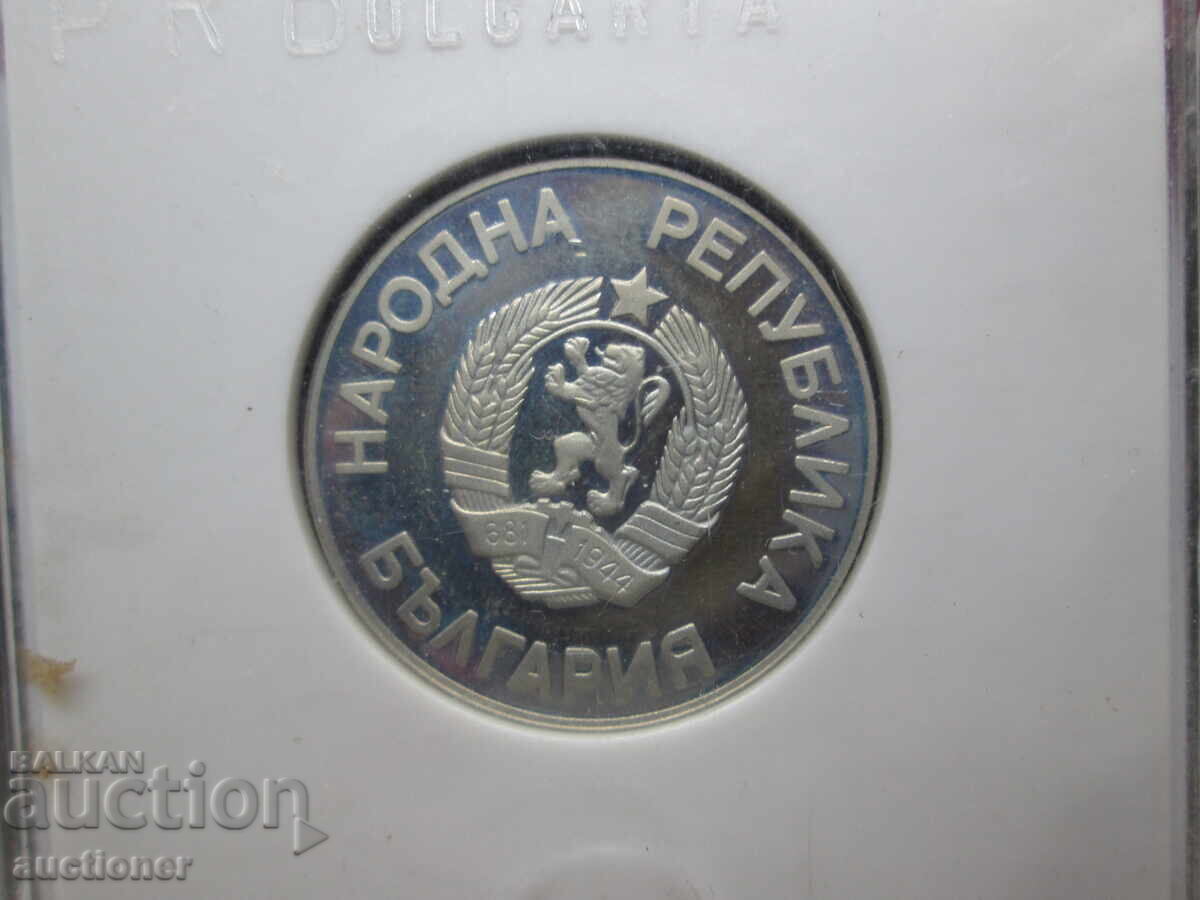 PR BULGARIA
НАРОДНА РЕПУБЛИКА
БЪЛГАРИЯ
681 1944
BALKAN
auction
auctioner